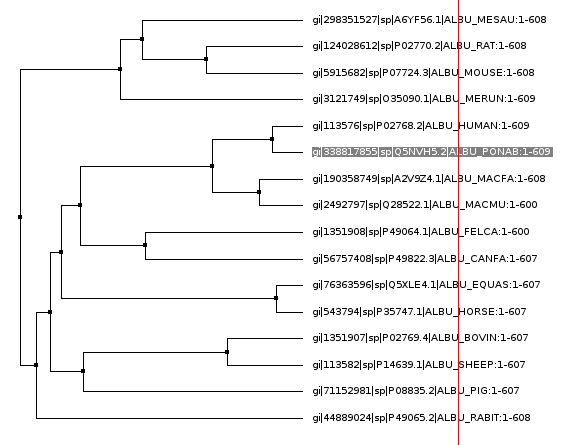 gi|298351527|sp|A6YF56.1|ALBU_MESAU:1-608
gi|124028612|sp|P02770.2|ALBU_RAT:1-608
gi|5915682|sp|P07724.3|ALBU_MOUSE:1-608
gi|3121749|sp|O35090.1|ALBU_MERUN:1-609
gi|113576|sp|P02768.2|ALBU_HUMAN:1-609
gi|338817855|sp|Q5NVH5.2|ALBU_PONAB:1-609
gi|190358749|sp|A2V9Z4.1|ALBU_MACFA:1-608
gi|2492797|sp|Q28522.1|ALBU_MACMU:1-600
gi|1351908|sp|P49064.1|ALBU_FELCA:1-600
gi|56757408|sp|P49822.3|ALBU_CANFA:1-607
gi|76363596|sp|Q5XLE4.1|ALBU_EQUAS:1-607
gi|543794|sp|P35747.1|ALBU_HORSE:1-607
gi|1351907|sp|P02769.4|ALBU_BOVIN:1-607
gi|113582|sp|P14639.1|ALBU_SHEEP:1-607
gi|71152981|sp|P08835.2|ALBU_PIG:1-607
gi|44889024|sp|P49065.2|ALBU_RABIT:1-608